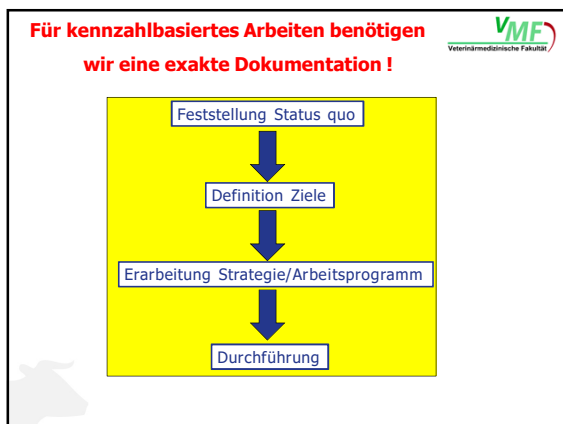 Für kennzahlbasiertes Arbeiten benötigen
wir eine exakte Dokumentation !
VMF
Veterinärmedizinische Fakultät
Feststellung Status quo
Definition Ziele
Erarbeitung Strategie/Arbeitsprogramm
Durchführung